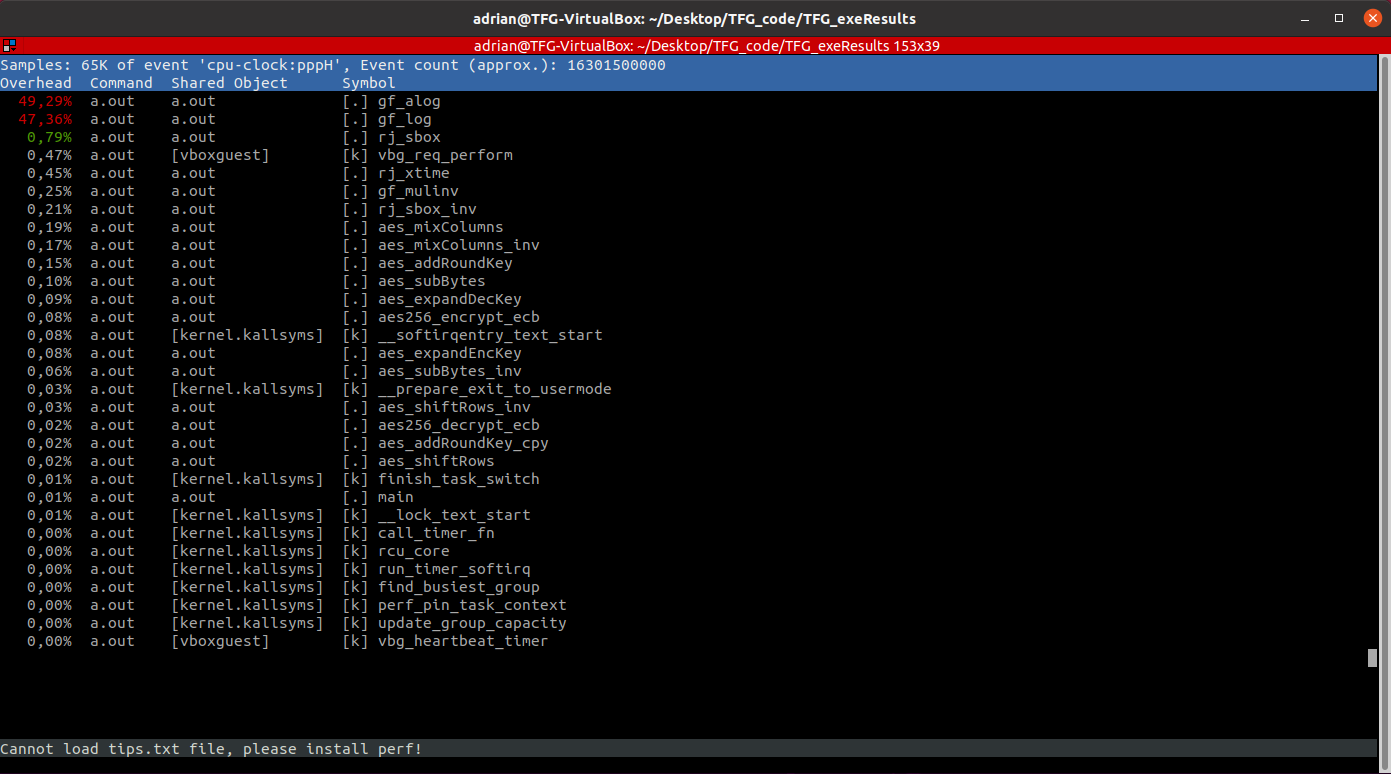 adrian@TFG-VirtualBox: ~/Desktop/TFG_code/TFG_exeResults
adrian@TFG-VirtualBox: ~/Desktop/TFG_code/TFG_exeResults 153x39
Samples: 65K of event 'cpu-clock:pppH', Event count (approx.): 16301500000
Overhead  Command  Shared Object      Symbol
49,29%  a.out    a.out              [.] gf_alog
47,36%  a.out    a.out              [.] gf_log
0,79%  a.out    a.out              [.] rj_sbox
0,47%  a.out    [vboxguest]        [k] vbg_req_perform
0,45%  a.out    a.out              [.] rj_xtime
0,25%  a.out    a.out              [.] gf_mulinv
0,21%  a.out    a.out              [.] rj_sbox_inv
0,19%  a.out    a.out              [.] aes_mixColumns
0,17%  a.out    a.out              [.] aes_mixColumns_inv
0,15%  a.out    a.out              [.] aes_addRoundKey
0,10%  a.out    a.out              [.] aes_subBytes
0,09%  a.out    a.out              [.] aes_expandDecKey
0,08%  a.out    a.out              [.] aes256_encrypt_ecb
0,08%  a.out    [kernel.kallsyms]  [k] __softirqentry_text_start
0,08%  a.out    a.out              [.] aes_expandEncKey
0,06%  a.out    a.out              [.] aes_subBytes_inv
0,03%  a.out    [kernel.kallsyms]  [k] __prepare_exit_to_usermode
0,03%  a.out    a.out              [.] aes_shiftRows_inv
0,02%  a.out    a.out              [.] aes256_decrypt_ecb
0,02%  a.out    a.out              [.] aes_addRoundKey_cpy
0,02%  a.out    a.out              [.] aes_shiftRows
0,01%  a.out    [kernel.kallsyms]  [k] finish_task_switch
0,01%  a.out    a.out              [.] main
0,01%  a.out    [kernel.kallsyms]  [k] __lock_text_start
0,00%  a.out    [kernel.kallsyms]  [k] call_timer_fn
0,00%  a.out    [kernel.kallsyms]  [k] rcu_core
0,00%  a.out    [kernel.kallsyms]  [k] run_timer_softirq
0,00%  a.out    [kernel.kallsyms]  [k] find_busiest_group
0,00%  a.out    [kernel.kallsyms]  [k] perf_pin_task_context
0,00%  a.out    [kernel.kallsyms]  [k] update_group_capacity
0,00%  a.out    [vboxguest]        [k] vbg_heartbeat_timer
Cannot load tips.txt file, please install perf!